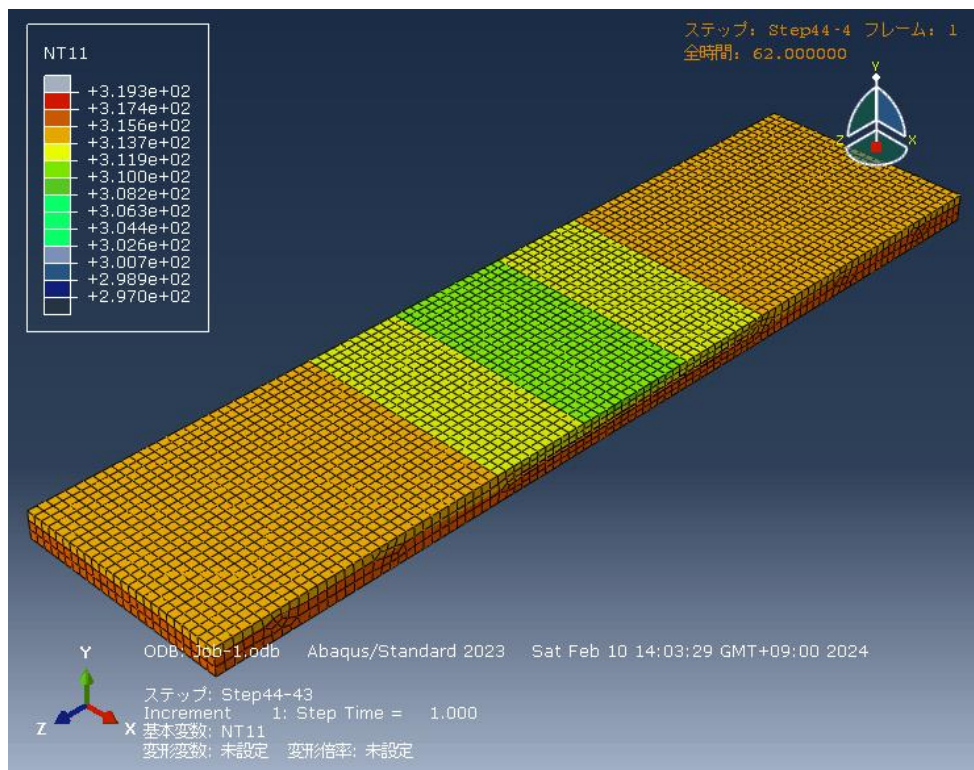 ステップ: Step44-4 フレーム: 1
全時間: 62.000000
NT11
+3.193e+02
+3.174e+02
+3.156e+02
+3.137e+02
+3.119e+02
+3.100e+02
+3.082e+02
+3.063e+02
+3.044e+02
+3.026e+02
+3.007e+02
+2.989e+02
+2.970e+02
Y
Z
X
Y
Z
X
ODB: Job-1.odb Abaqus/Standard 2023 Sat Feb 10 14:03:29 GMT+09:00 2024
ステップ: Step44-43
Increment 1: Step Time = 1.000
基本変数: NT11
変形変数: 未設定 変形倍率: 未設定